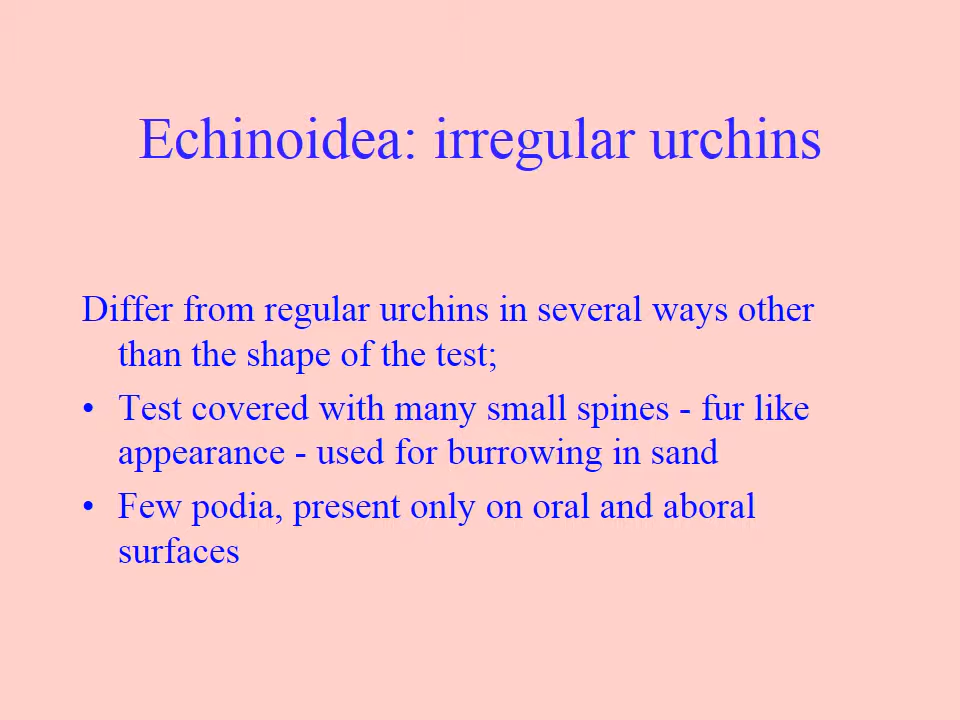 Echinoidea: irregular urchins
Differ from regular urchins in several ways other
than the shape of the test;
• Test covered with many small spines - fur like
appearance - used for burrowing in sand
• Few podia, present only on oral and aboral
surfaces